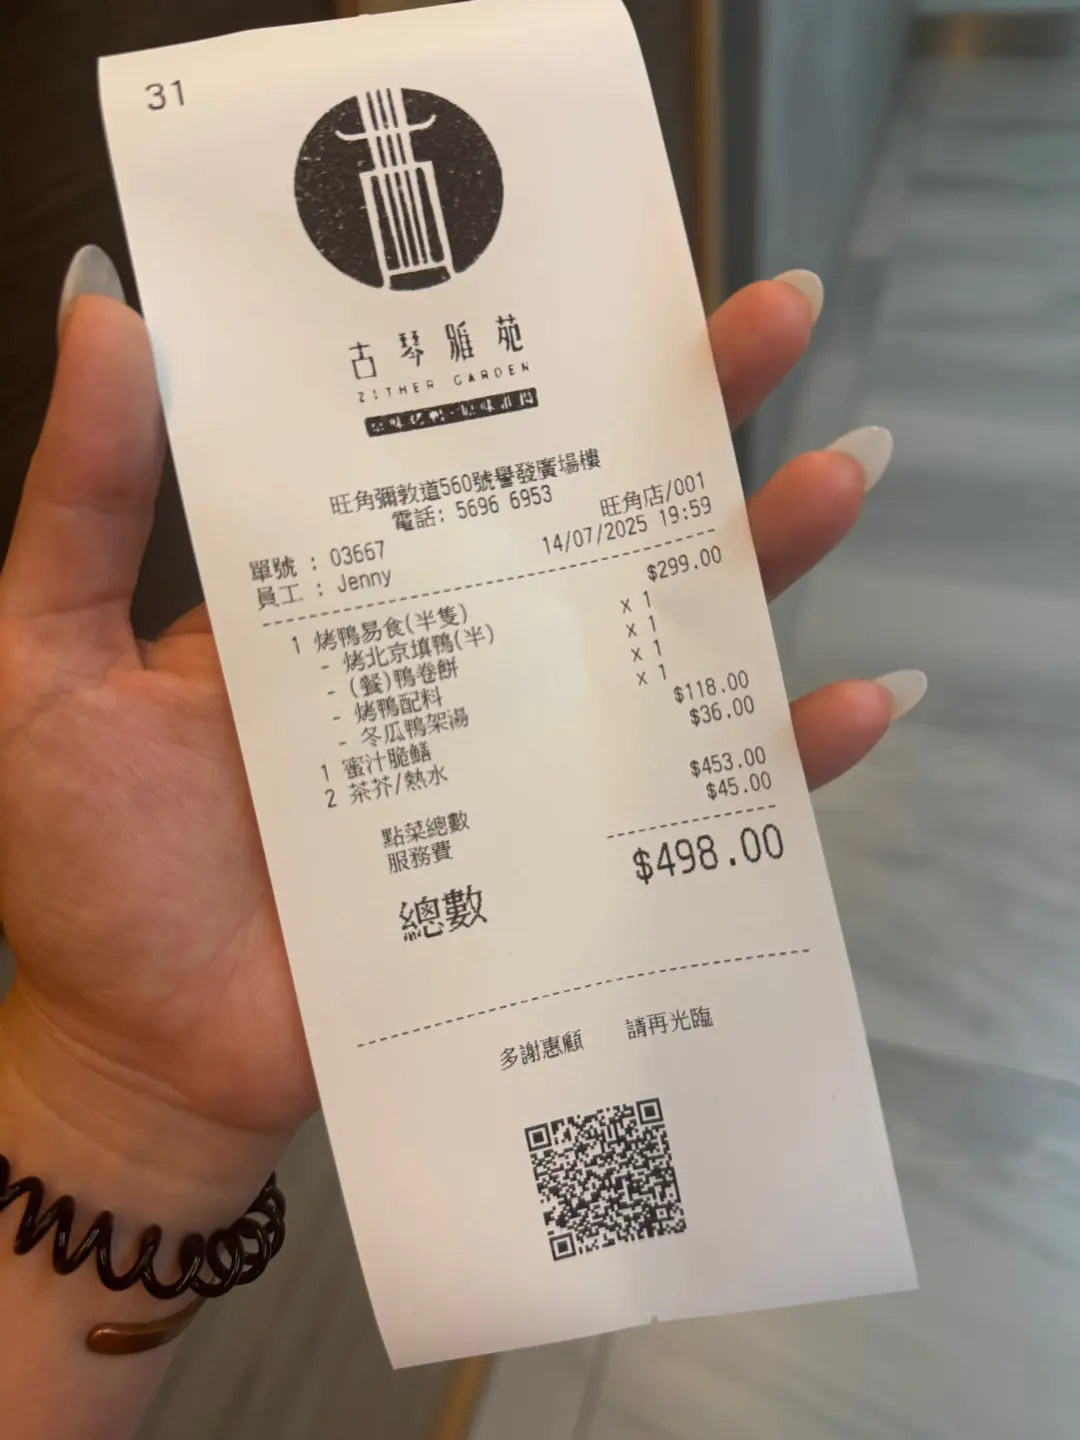 31
古琴雅苑
ZITHER GARDEN
旺角彌敦道560號譽發廣場樓
電話: 5696 6953
旺角店/001
單號 : 03667
14/07/2025 19:59
員工 : Jenny
1 烤鴨易食(半隻) $299.00
- 烤北京填鴨(半) x 1
- (餐)鴨卷餅 x 1
- 烤鴨配料 x 1
- 冬瓜鴨架湯 x 1
1 蜜汁脆鱔 $118.00
2 茶芥/熱水 $36.00
點菜總數 $453.00
服務費 $45.00
總數 $498.00
多謝惠顧 請再光臨